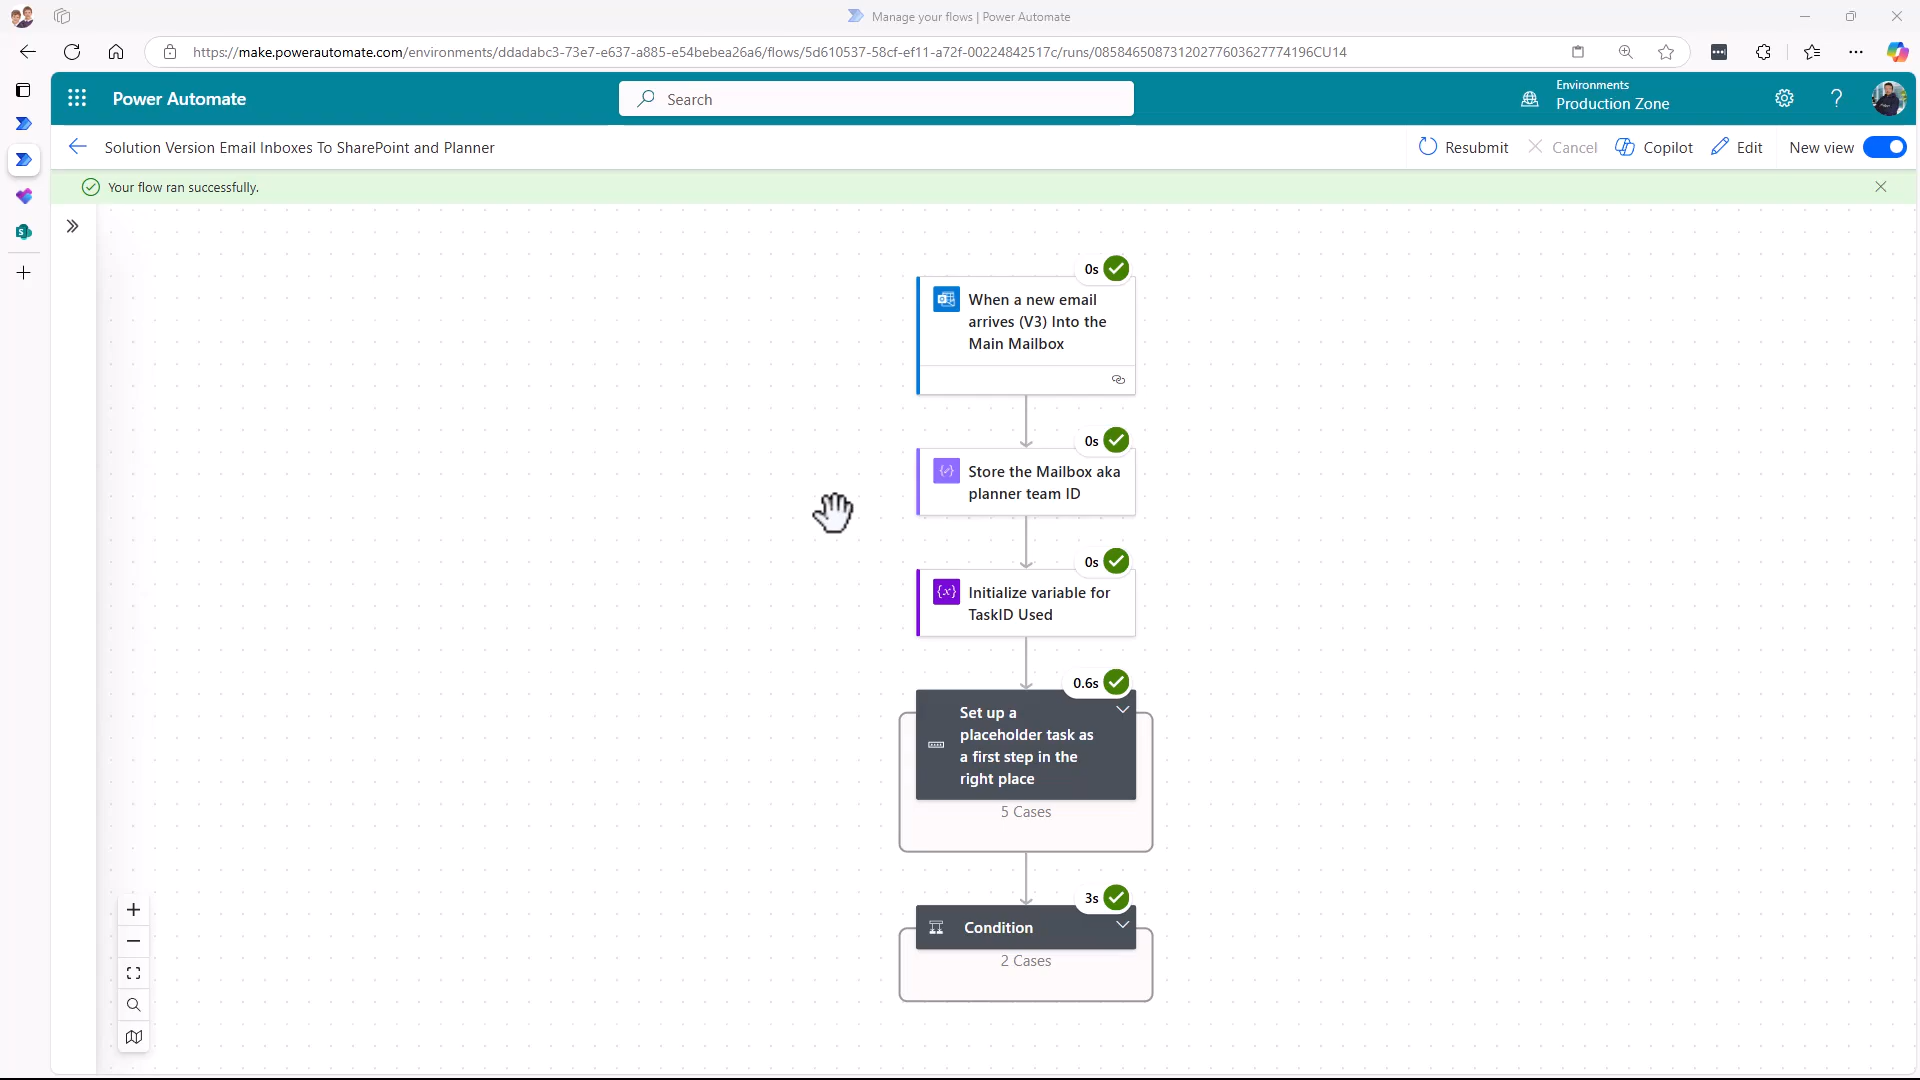 Manage your flows | Power Automate
https://make.powerautomate.com/environments/ddadabc3-73e7-e637-a885-e54bebea26a6/flows/5d610537-58cf-ef11-a72f-00224842517c/runs/08584650873120277603627774196CU14
Power Automate
Search
Environments
Production Zone
Solution Version Email Inboxes To SharePoint and Planner
Resubmit
Cancel
Copilot
Edit
New view
Your flow ran successfully.
0s
When a new email
arrives (V3) Into the
Main Mailbox
0s
Store the Mailbox aka
planner team ID
0s
Initialize variable for
TaskID Used
0.6s
Set up a
placeholder task as
a first step in the
right place
5 Cases
3s
Condition
2 Cases